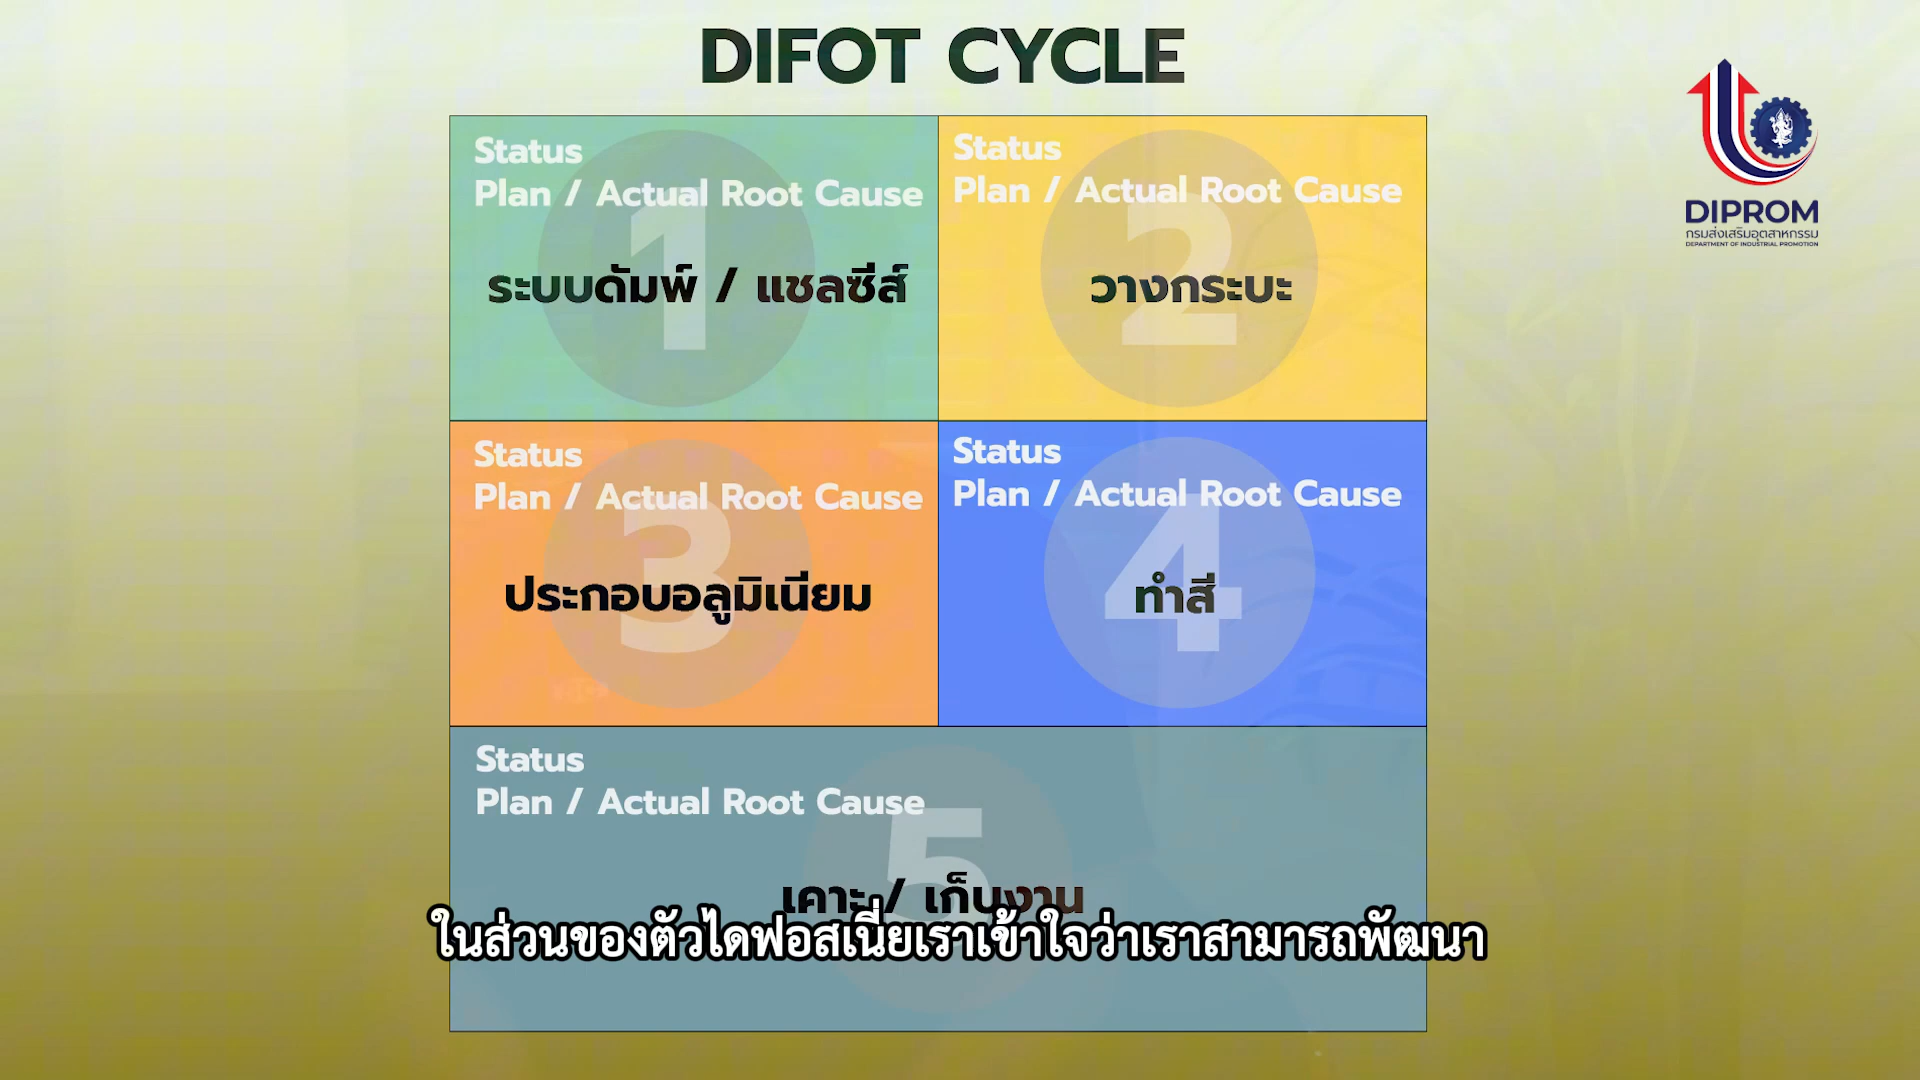 DIFOT CYCLE
Status
Plan / Actual Root Cause
1
ระบบดัมพ์ / แชลซีส์
Status
Plan / Actual Root Cause
2
วางกระบะ
DIPROM
กรมส่งเสริมอุตสาหกรรม
DEPARTMENT OF INDUSTRIAL PROMOTION
Status
Plan / Actual Root Cause
3
ประกอบอลูมิเนียม
Status
Plan / Actual Root Cause
4
ทำสี
Status
Plan / Actual Root Cause
5
เคาะ / เก็บงาน
ในส่วนของตัวไดฟอสเนี่ยเราเข้าใจว่าเราสามารถพัฒนา